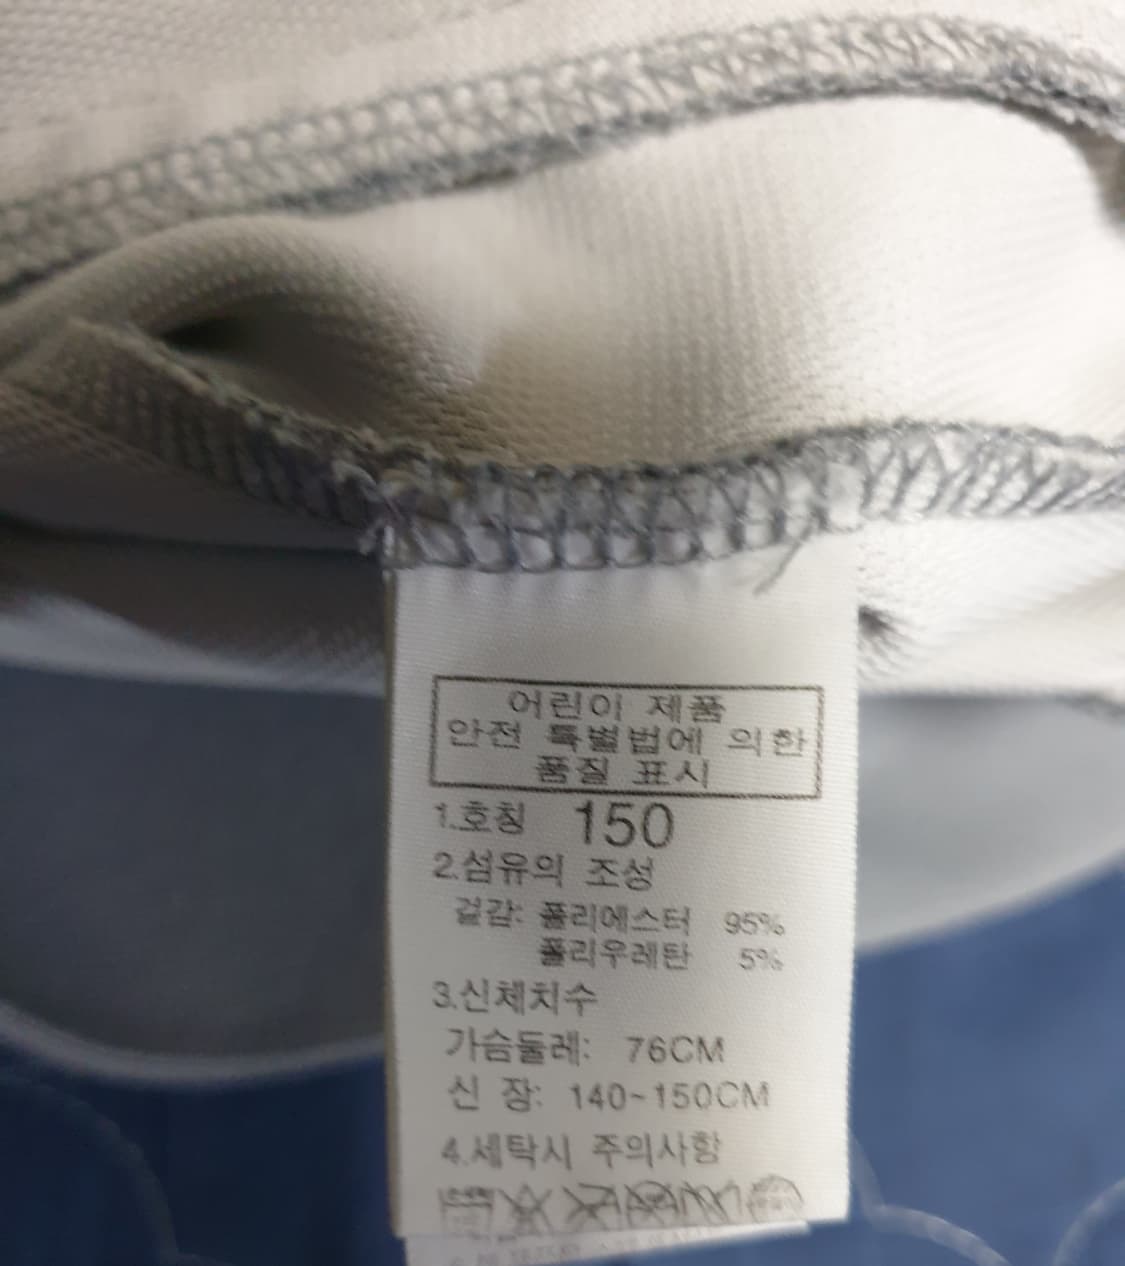 어린이 제품
안전 특별법에 의한
품질 표시
1.호칭 150
2.섬유의 조성
겉감: 폴리에스터 95%
폴리우레탄 5%
3.신체치수
가슴둘레: 76CM
신 장: 140~150CM
4.세탁시 주의사항